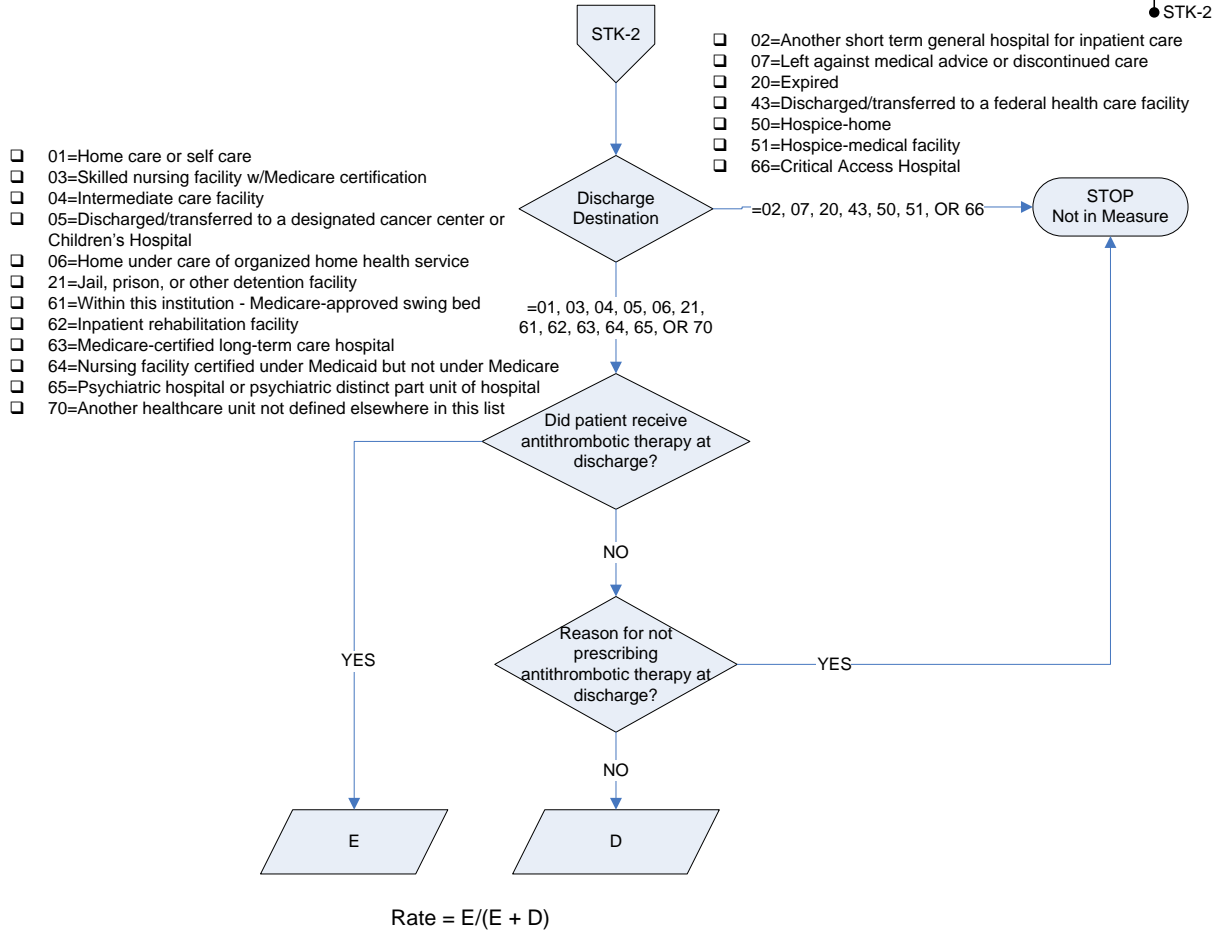 STK-2
STK-2
❑ 02=Another short term general hospital for inpatient care
❑ 07=Left against medical advice or discontinued care
❑ 20=Expired
❑ 43=Discharged/transferred to a federal health care facility
❑ 50=Hospice-home
❑ 51=Hospice-medical facility
❑ 66=Critical Access Hospital
❑ 01=Home care or self care
❑ 03=Skilled nursing facility w/Medicare certification
❑ 04=Intermediate care facility
❑ 05=Discharged/transferred to a designated cancer center or
Children's Hospital
❑ 06=Home under care of organized home health service
❑ 21=Jail, prison, or other detention facility
❑ 61=Within this institution - Medicare-approved swing bed
❑ 62=Inpatient rehabilitation facility
❑ 63=Medicare-certified long-term care hospital
❑ 64=Nursing facility certified under Medicaid but not under Medicare
❑ 65=Psychiatric hospital or psychiatric distinct part unit of hospital
❑ 70=Another healthcare unit not defined elsewhere in this list
Discharge
Destination
=02, 07, 20, 43, 50, 51, OR 66
STOP
Not in Measure
=01, 03, 04, 05, 06, 21,
61, 62, 63, 64, 65, OR 70
Did patient receive
antithrombotic therapy at
discharge?
NO
Reason for not
prescribing
antithrombotic therapy at
discharge?
YES
YES
NO
E
D
Rate = E/(E + D)